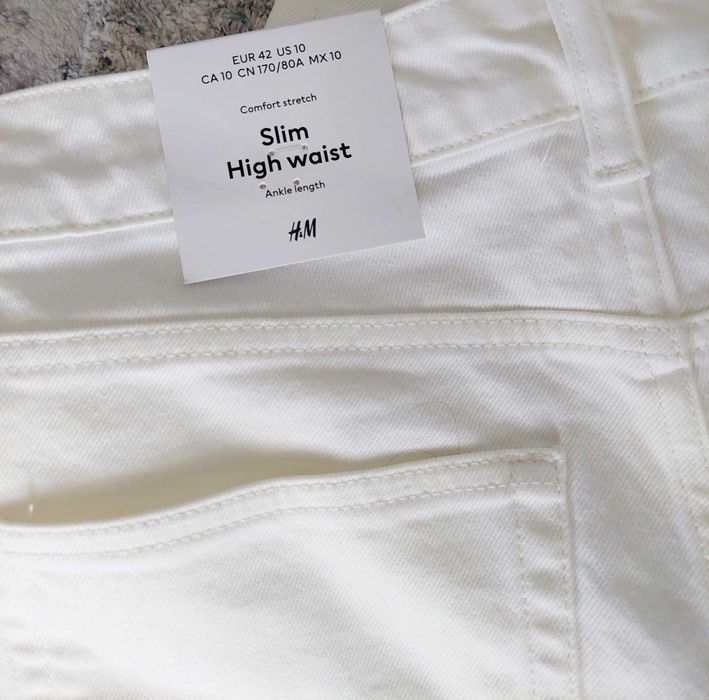 EUR 42 US 10
CA 10 CN 170/80A MX 10
Comfort stretch
Slim
High waist
Ankle length
H&M